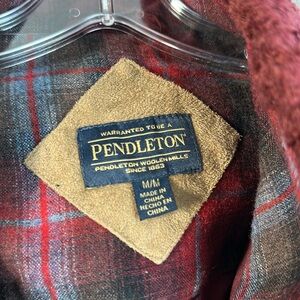 WARRANTED TO BE A
PENDLETON®
PENDLETON WOOLEN MILLS
SINCE 1863
M/M
MADE IN
CHINA
HECHO EN
CHINA